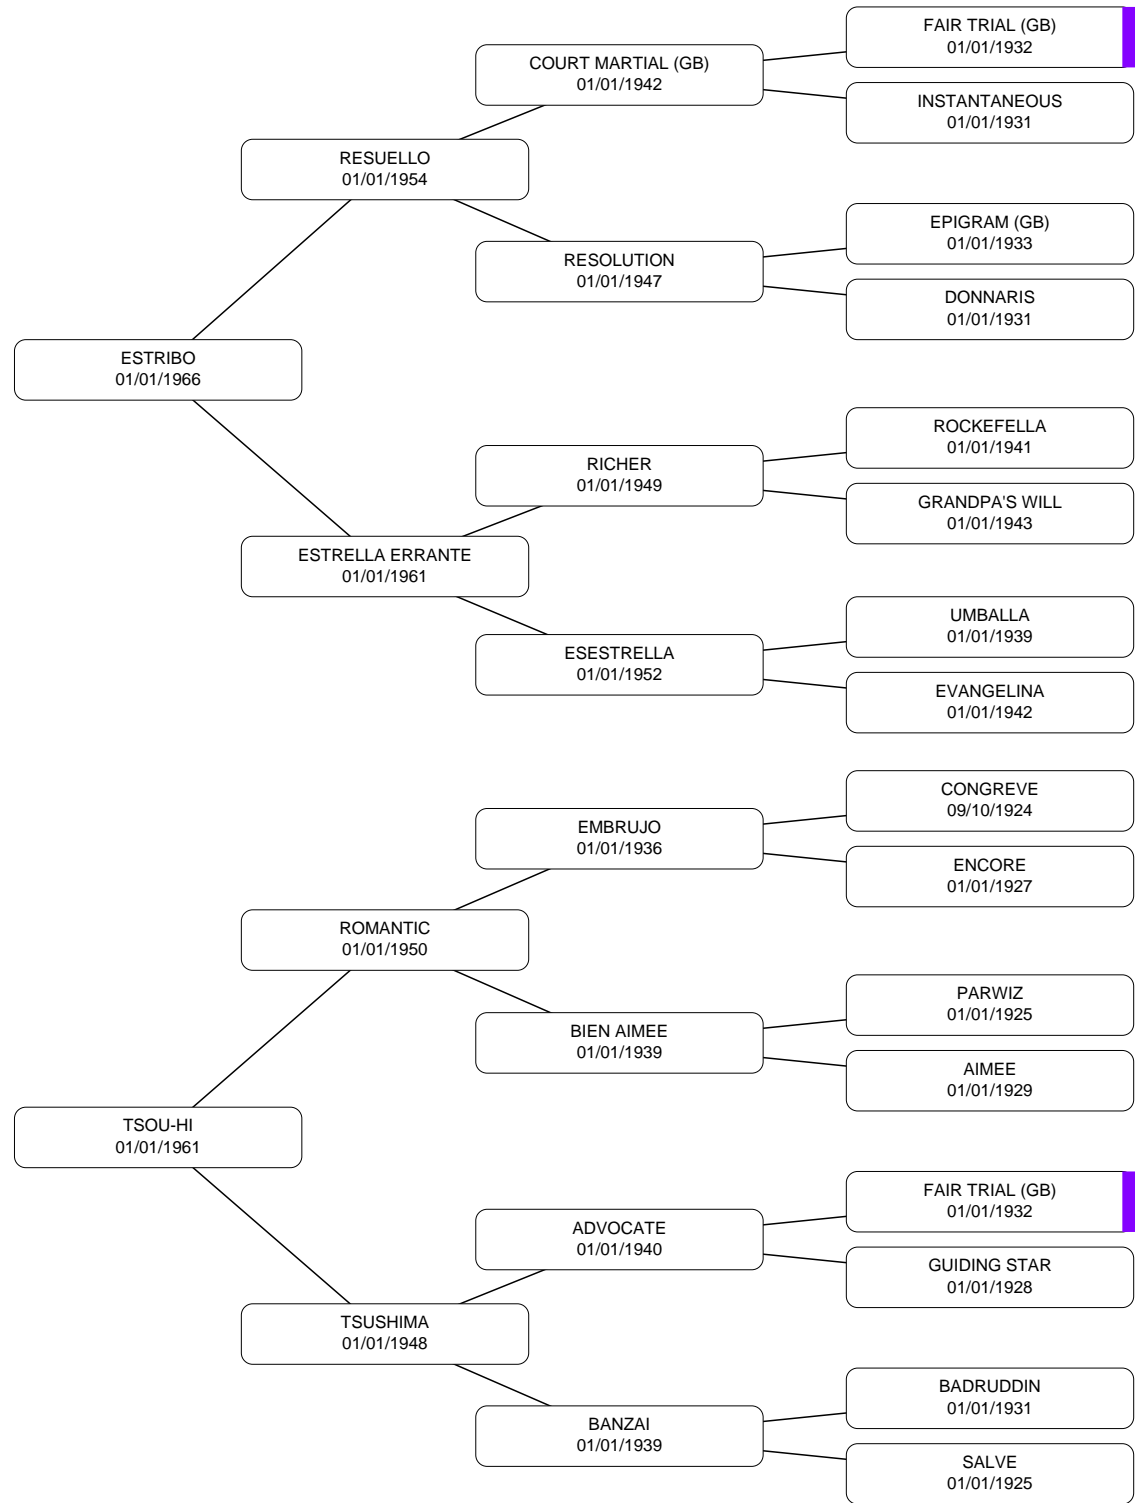 FAIR TRIAL (GB)
01/01/1932
COURT MARTIAL (GB)
01/01/1942
INSTANTANEOUS
01/01/1931
RESUELLO
01/01/1954
EPIGRAM (GB)
01/01/1933
RESOLUTION
01/01/1947
DONNARIS
01/01/1931
ESTRIBO
01/01/1966
ROCKEFELLA
01/01/1941
RICHER
01/01/1949
GRANDPA'S WILL
01/01/1943
ESTRELLA ERRANTE
01/01/1961
UMBALLA
01/01/1939
ESESTRELLA
01/01/1952
EVANGELINA
01/01/1942
CONGREVE
09/10/1924
EMBRUJO
01/01/1936
ENCORE
01/01/1927
ROMANTIC
01/01/1950
PARWIZ
01/01/1925
BIEN AIMEE
01/01/1939
AIMEE
01/01/1929
TSOU-HI
01/01/1961
FAIR TRIAL (GB)
01/01/1932
ADVOCATE
01/01/1940
GUIDING STAR
01/01/1928
TSUSHIMA
01/01/1948
BADRUDDIN
01/01/1931
BANZAI
01/01/1939
SALVE
01/01/1925